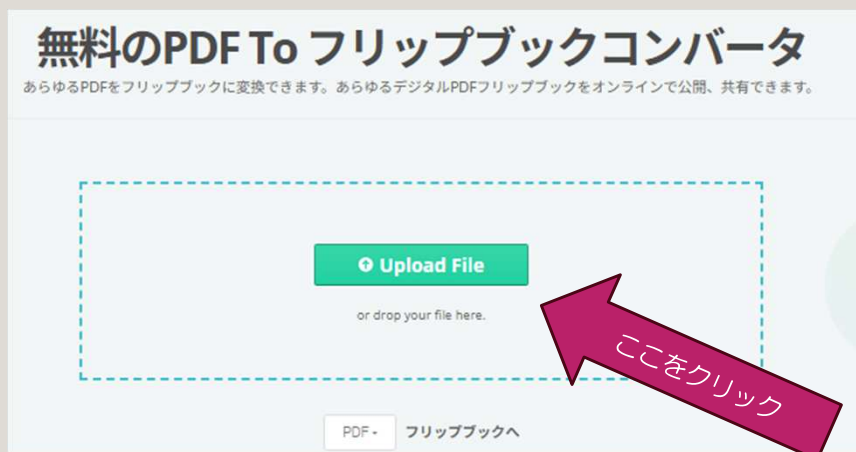 無料のPDF To フリップブックコンバータ
あらゆるPDFをフリップブックに変換できます。あらゆるデジタルPDFフリップブックをオンラインで公開、共有できます。
Upload File
or drop your file here.
ここをクリック
PDF
フリップブックへ